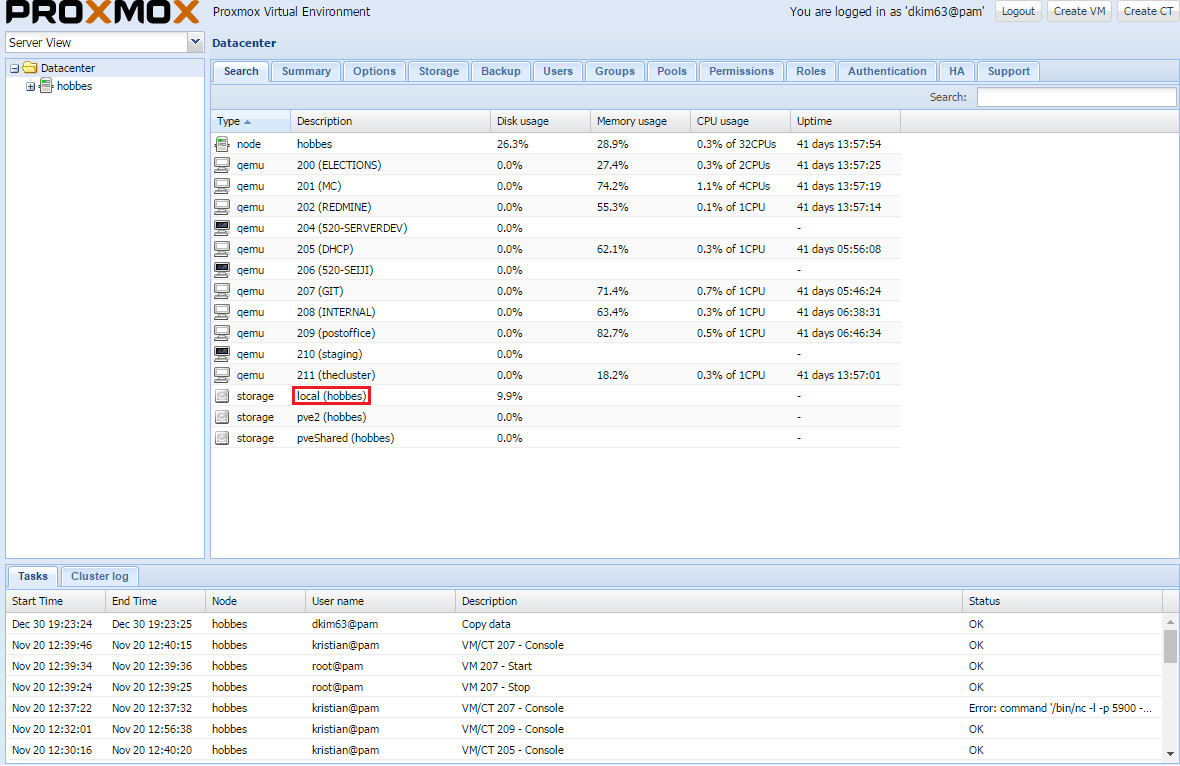 PROXMOX Proxmox Virtual Environment You are logged in as 'dkim63@pam' Logout Create VM Create CT
Server View
Datacenter
Datacenter
hobbes
Search Summary Options Storage Backup Users Groups Pools Permissions Roles Authentication HA Support
Search:
Type Description Disk usage Memory usage CPU usage Uptime
node hobbes 26.3% 28.9% 0.3% of 32CPUs 41 days 13:57:54
qemu 200 (ELECTIONS) 0.0% 27.4% 0.3% of 2CPUs 41 days 13:57:25
qemu 201 (MC) 0.0% 74.2% 1.1% of 4CPUs 41 days 13:57:19
qemu 202 (REDMINE) 0.0% 55.3% 0.1% of 1CPU 41 days 13:57:14
qemu 204 (520-SERVERDEV) 0.0% -
qemu 205 (DHCP) 0.0% 62.1% 0.3% of 1CPU 41 days 05:56:08
qemu 206 (520-SEIJI) 0.0% -
qemu 207 (GIT) 0.0% 71.4% 0.7% of 1CPU 41 days 05:46:24
qemu 208 (INTERNAL) 0.0% 63.4% 0.3% of 1CPU 41 days 06:38:31
qemu 209 (postoffice) 0.0% 82.7% 0.5% of 1CPU 41 days 06:46:34
qemu 210 (staging) 0.0% -
qemu 211 (thecluster) 0.0% 18.2% 0.3% of 1CPU 41 days 13:57:01
storage local (hobbes) 9.9% -
storage pve2 (hobbes) 0.0% -
storage pveShared (hobbes) 0.0% -
Tasks Cluster log
Start Time End Time Node User name Description Status
Dec 30 19:23:24 Dec 30 19:23:25 hobbes dkim63@pam Copy data OK
Nov 20 12:39:46 Nov 20 12:40:15 hobbes kristian@pam VM/CT 207 - Console OK
Nov 20 12:39:34 Nov 20 12:39:36 hobbes root@pam VM 207 - Start OK
Nov 20 12:39:24 Nov 20 12:39:25 hobbes root@pam VM 207 - Stop OK
Nov 20 12:37:22 Nov 20 12:37:32 hobbes kristian@pam VM/CT 207 - Console Error: command '/bin/nc -l -p 5900 -...
Nov 20 12:32:01 Nov 20 12:56:38 hobbes kristian@pam VM/CT 209 - Console OK
Nov 20 12:30:16 Nov 20 12:40:20 hobbes kristian@pam VM/CT 205 - Console OK